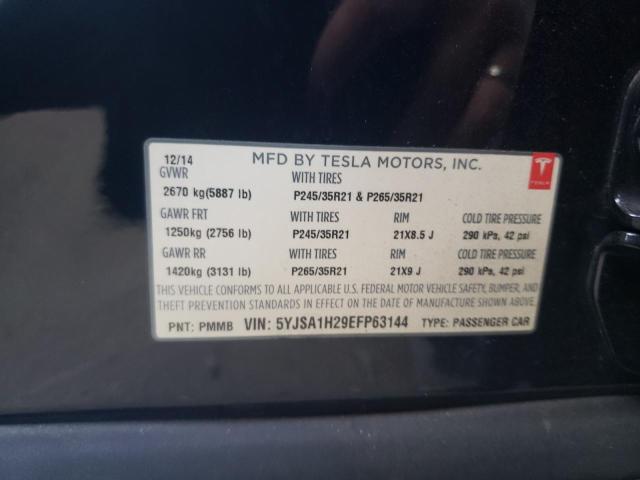 12/14 MFD BY TESLA MOTORS, INC.
GVWR WITH TIRES
TESLA
2670 kg(5887 lb) P245/35R21 & P265/35R21
GAWR FRT WITH TIRES RIM COLD TIRE PRESSURE
1250kg (2756 lb) P245/35R21 21X8.5 J 290 kPa, 42 psi
GAWR RR WITH TIRES RIM COLD TIRE PRESSURE
1420kg (3131 lb) P265/35R21 21X9 J 290 kPa, 42 psi
THIS VEHICLE CONFORMS TO ALL APPLICABLE U.S. FEDERAL MOTOR VEHICLE SAFETY, BUMPER, AND
THEFT PREVENTION STANDARDS IN EFFECT ON THE DATE OF MANUFACTURE SHOWN ABOVE.
PNT: PMMB VIN: 5YJSA1H29EFP63144 TYPE: PASSENGER CAR